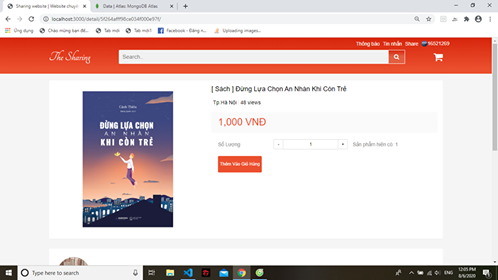 Sharing website | Website chuyê
Data | Atlas: MongoDB Atlas
localhost:3000/detail/5f264afff98ce034f000e97f/
Ứng dụng
Chào mừng bạn đế...
Tab mới
Tab mới1
Facebook - Đăng n...
Uploading images...
Thông báo Tin nhắn Share 16521269
The Sharing
Search..
[ Sách ] Đừng Lựa Chọn An Nhàn Khi Còn Trẻ
Tp.Hà Nội : 48 views
1,000 VNĐ
Số Lượng - 1 Sản phẩm hiện có: 1
Thêm Vào Giỏ Hàng
Cảnh Thiên
ĐỪNG LỰA CHỌN
AN NHÀN
KHI CÒN TRẺ
Type here to search
ENG
12:05 PM
8/6/2020